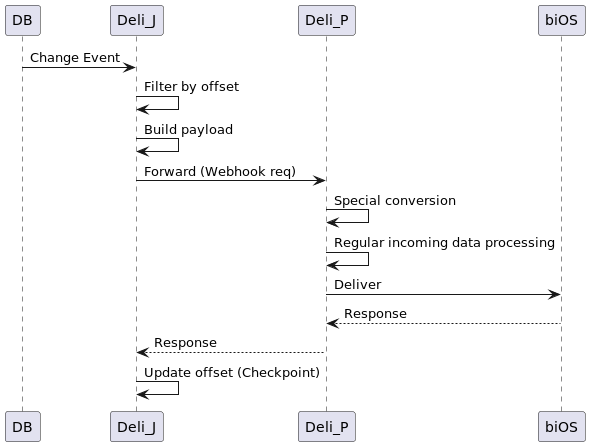 DB Deli_J Deli_P biOS
Change Event
Filter by offset
Build payload
Forward (Webhook req)
Special conversion
Regular incoming data processing
Deliver
Response
Response
Update offset (Checkpoint)
DB Deli_J Deli_P biOS